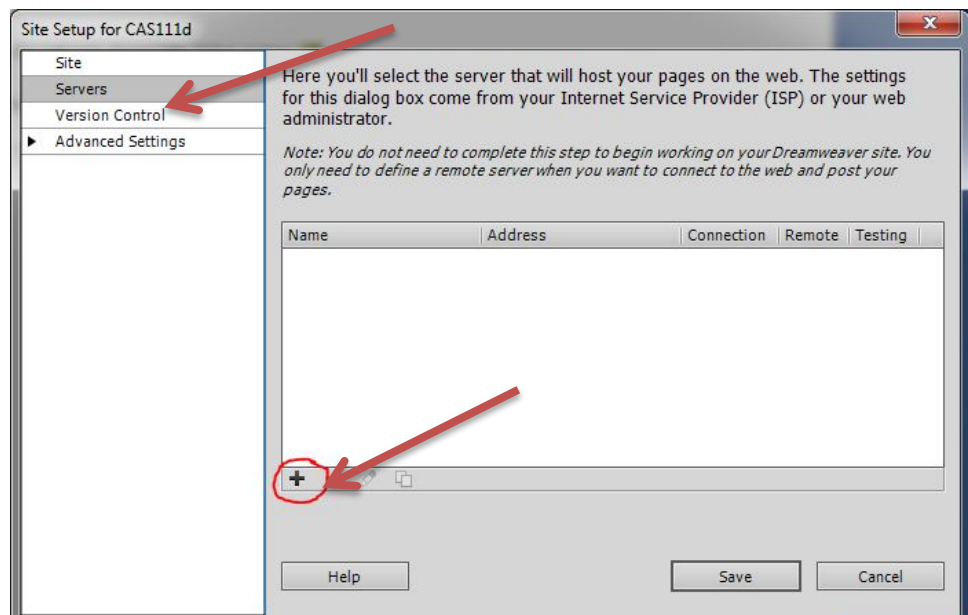 Site Setup for CAS111d
Site
Servers
Version Control
Advanced Settings
Here you'll select the server that will host your pages on the web. The settings
for this dialog box come from your Internet Service Provider (ISP) or your web
administrator.
Note: You do not need to complete this step to begin working on your Dreamweaver site. You
only need to define a remote server when you want to connect to the web and post your
pages.
Name Address Connection Remote Testing
Help Save Cancel